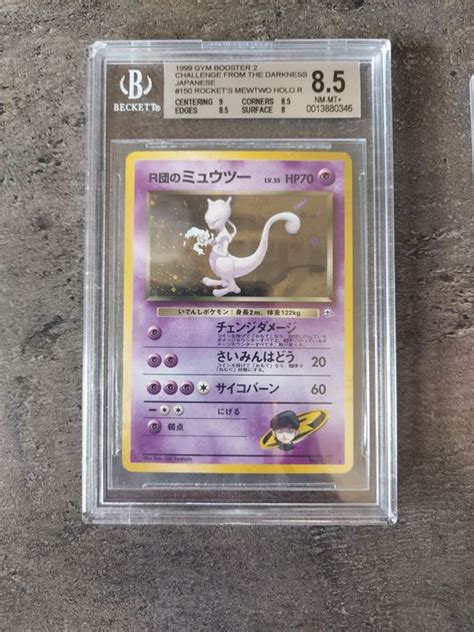 1999 GYM BOOSTER 2
CHALLENGE FROM THE DARKNESS
JAPANESE
#150 ROCKET'S MEWTWO HOLO R
CENTERING 9 CORNERS 8.5
EDGES 8.5 SURFACE 8
8.5
NM-MT+
0013880346
B
BECKETT
R団のミュウツー LV.35 HP70
いでんしポケモン:身長2m、体重122kg
チェンジダメージ
さいみんはどう 20
サイコバーン 60
にげる
弱点